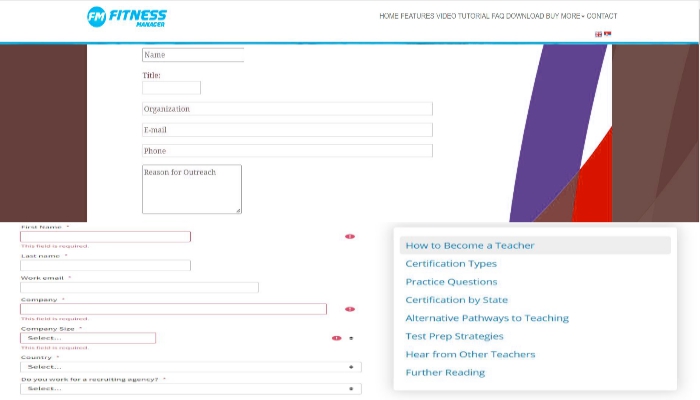 FM FITNESS
MANAGER
HOME FEATURES VIDEO TUTORIAL FAQ DOWNLOAD BUY MORE CONTACT
Name
Title:
Organization
E-mail
Phone
Reason for Outreach
First Name *
This field is required.
Last name *
Work email *
Company *
This field is required.
Company Size *
Select...
This field is required.
Country *
Select...
Do you work for a recruiting agency? *
Select...
How to Become a Teacher
Certification Types
Practice Questions
Certification by State
Alternative Pathways to Teaching
Test Prep Strategies
Hear from Other Teachers
Further Reading